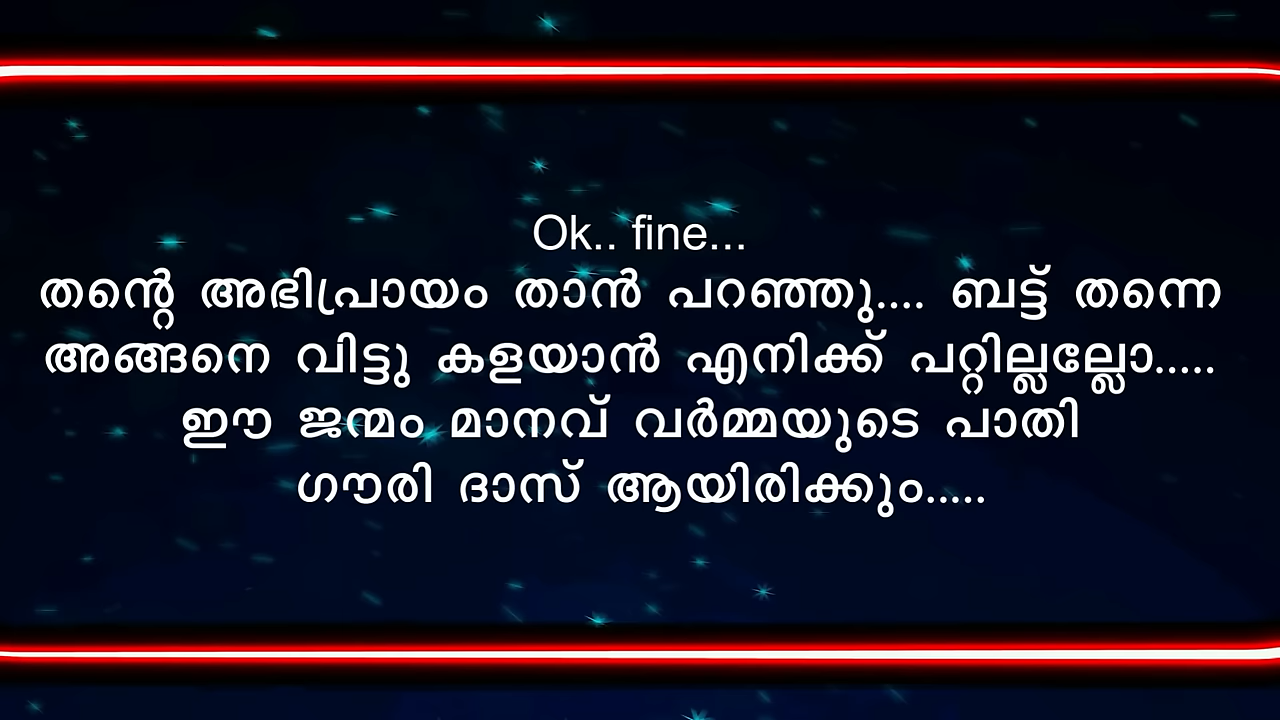 Ok.. fine...
തന്റെ അഭിപ്രായം താൻ പറഞ്ഞു.... ബട്ട് തന്നെ
അങ്ങനെ വിട്ടു കളയാൻ എനിക്ക് പറ്റില്ലല്ലോ.....
ഈ ജന്മം മാനവ് വർമ്മയുടെ പാതി
ഗൗരി ദാസ് ആയിരിക്കും.....